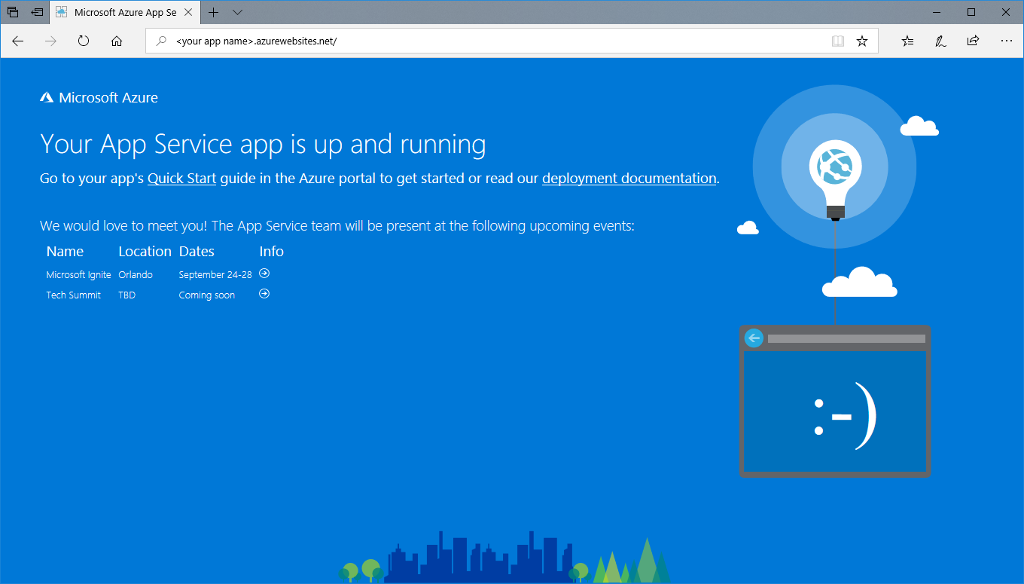 Microsoft Azure App Se
<your app name>.azurewebsites.net/
Microsoft Azure
Your App Service app is up and running
Go to your app's Quick Start guide in the Azure portal to get started or read our deployment documentation.
We would love to meet you! The App Service team will be present at the following upcoming events:
Name Location Dates Info
Microsoft Ignite Orlando September 24-28
Tech Summit TBD Coming soon
:-)